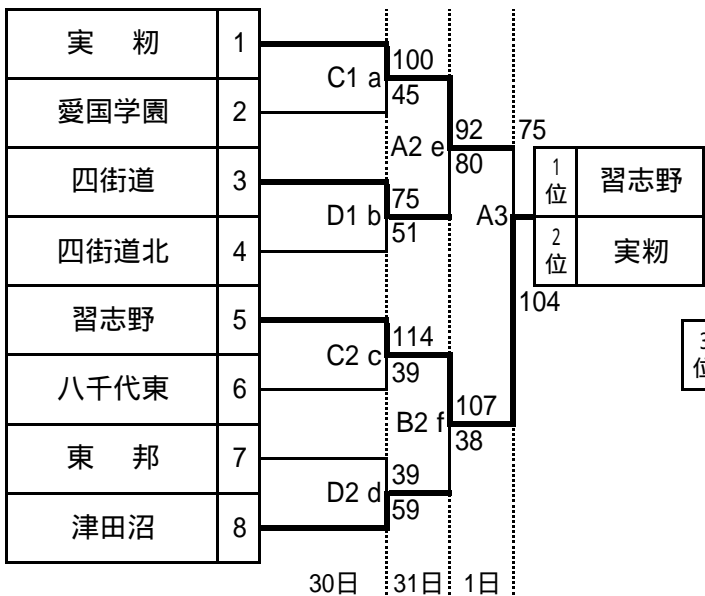 実 籾 1
100
C1 a
45
愛国学園 2
92 75
A2 e
80
四街道 3
75
D1 b
51
1位 習志野
A3
四街道北 4
2位 実籾
104
習志野 5
114
C2 c
39
八千代東 6
107
B2 f
38
東 邦 7
39
D2 d
59
津田沼 8
30日 31日 1日